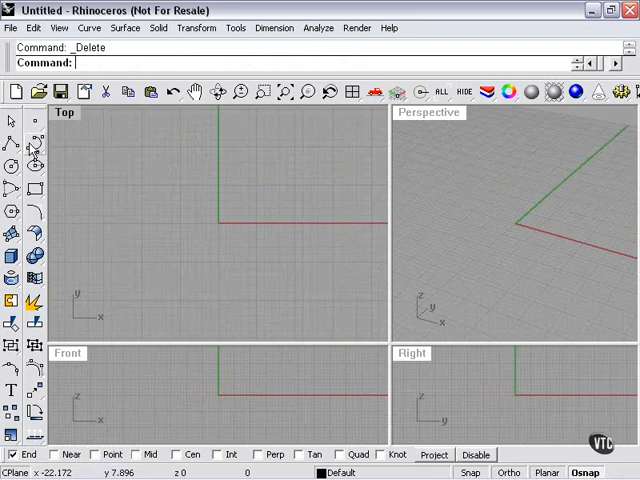 Untitled - Rhinoceros (Not For Resale)
File Edit View Curve Surface Solid Transform Tools Dimension Analyze Render Help
Command: _Delete
Command:
ALL HIDE
Top
Perspective
y
x
z
y
x
Front
Right
z
x
z
y
T
VTC
End Near Point Mid Cen Int Perp Tan Quad Knot Project Disable
CPlane x -22.172 y 7.896 z 0 Default Snap Ortho Planar Osnap